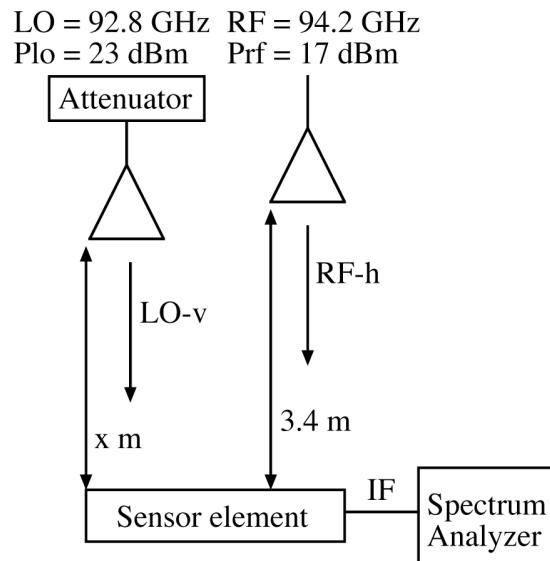 LO = 92.8 GHz
Plo = 23 dBm
RF = 94.2 GHz
Prf = 17 dBm
Attenuator
RF-h
LO-v
x m
3.4 m
Sensor element
IF
Spectrum
Analyzer